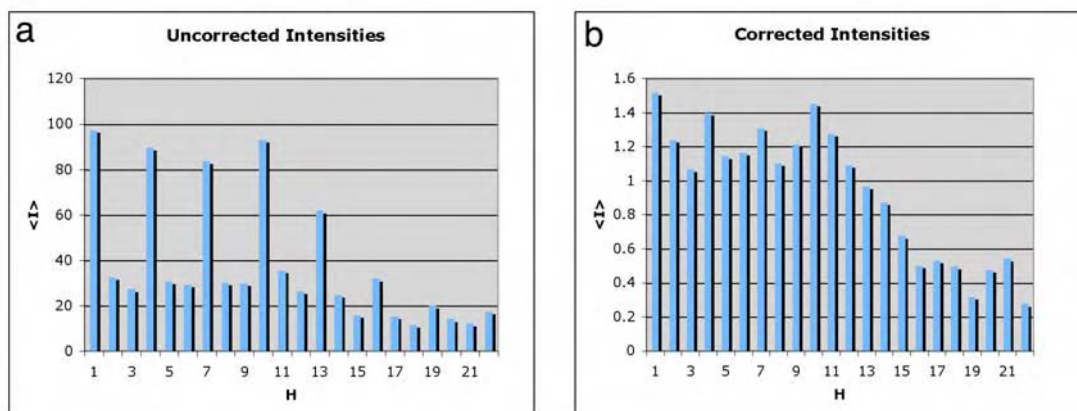 a
Uncorrected Intensities
120
100
80
60
40
20
0
<I>
1 3 5 7 9 11 13 15 17 19 21
H
b
Corrected Intensities
1.6
1.4
1.2
1
0.8
0.6
0.4
0.2
0
<I>
1 3 5 7 9 11 13 15 17 19 21
H